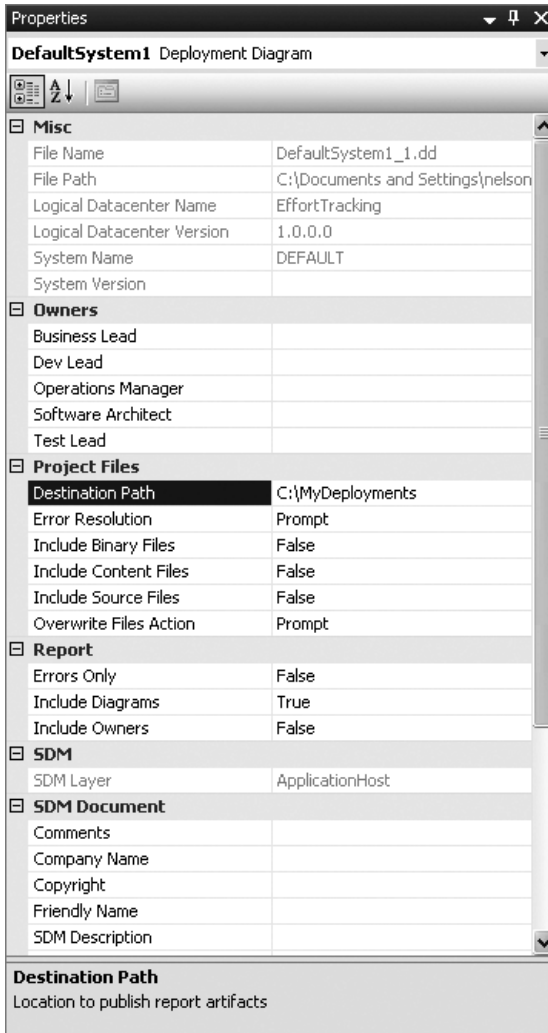 Properties
DefaultSystem1 Deployment Diagram
A
Z
Misc
File Name DefaultSystem1_1.dd
File Path C:\Documents and Settings\nelson
Logical Datacenter Name EffortTracking
Logical Datacenter Version 1.0.0.0
System Name DEFAULT
System Version
Owners
Business Lead
Dev Lead
Operations Manager
Software Architect
Test Lead
Project Files
Destination Path C:\MyDeployments
Error Resolution Prompt
Include Binary Files False
Include Content Files False
Include Source Files False
Overwrite Files Action Prompt
Report
Errors Only False
Include Diagrams True
Include Owners False
SDM
SDM Layer ApplicationHost
SDM Document
Comments
Company Name
Copyright
Friendly Name
SDM Description
Destination Path
Location to publish report artifacts